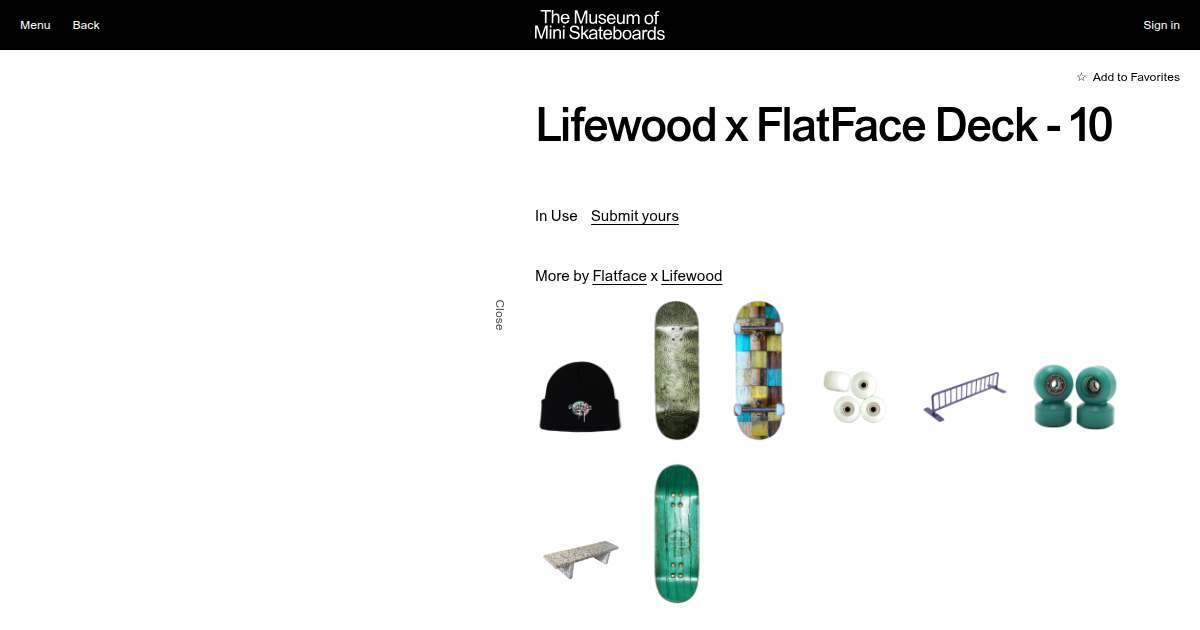 Menu
Back
The Museum of
Mini Skateboards
Sign in
☆ Add to Favorites
Lifewood x FlatFace Deck - 10
In Use
Submit yours
More by Flatface x Lifewood
Close